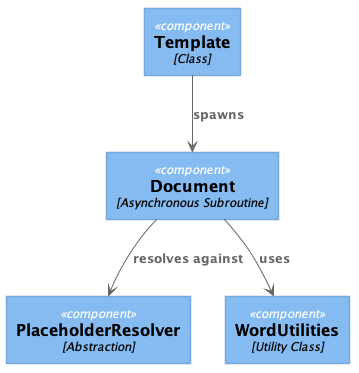 «component»
Template
[Class]
spawns
«component»
Document
[Asynchronous Subroutine]
resolves against
uses
«component»
PlaceholderResolver
[Abstraction]
«component»
WordUtilities
[Utility Class]